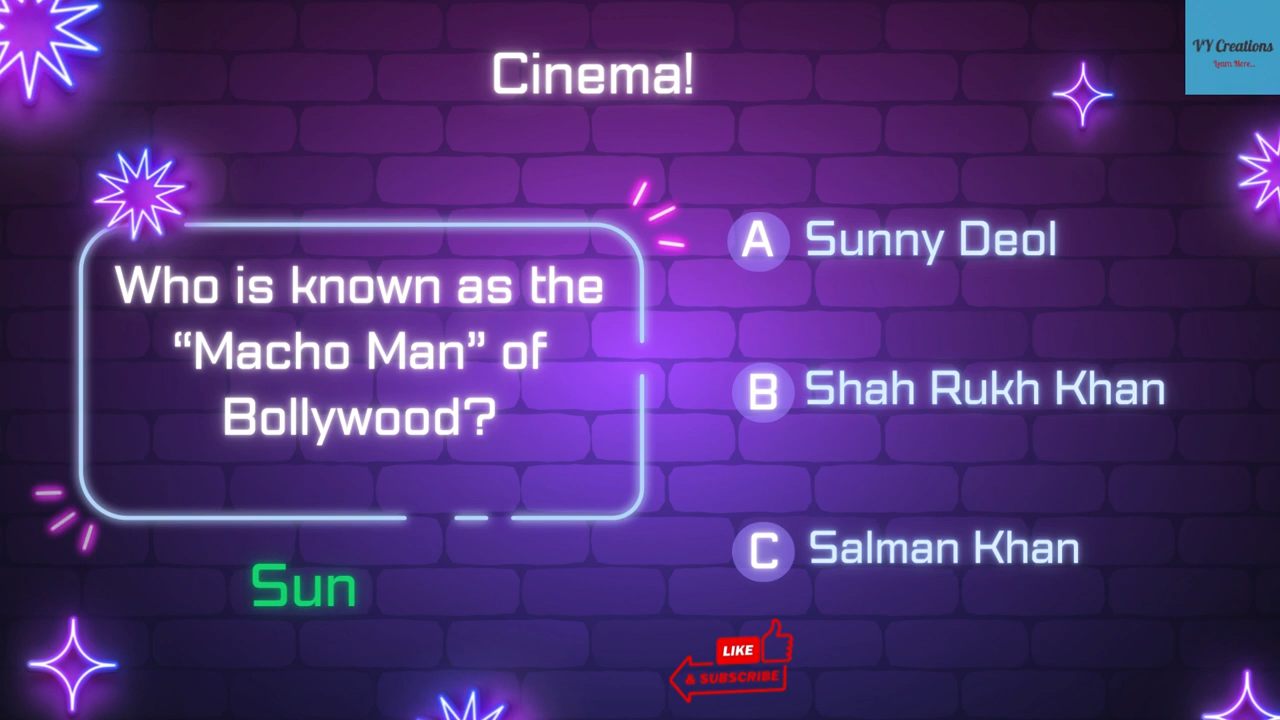 Cinema!
VY Creations
Learn More...
Who is known as the
“Macho Man” of
Bollywood?
A Sunny Deol
B Shah Rukh Khan
C Salman Khan
Sun
LIKE
& SUBSCRIBE